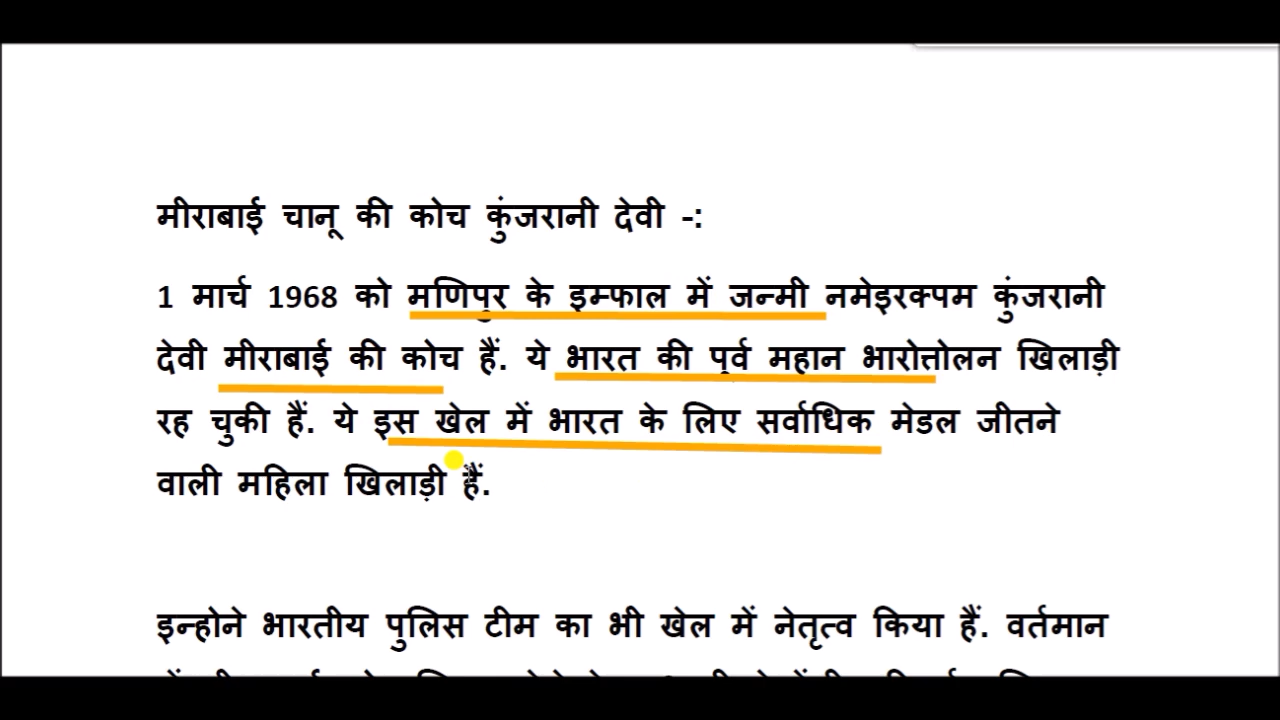 मीराबाई चानू की कोच कुंजरानी देवी -:
1 मार्च 1968 को मणिपुर के इम्फाल में जन्मी नमेइरक्पम कुंजरानी
देवी मीराबाई की कोच हैं. ये भारत की पूर्व महान भारोत्तोलन खिलाड़ी
रह चुकी हैं. ये इस खेल में भारत के लिए सर्वाधिक मेडल जीतने
वाली महिला खिलाड़ी हैं.
इन्होने भारतीय पुलिस टीम का भी खेल में नेतृत्व किया हैं. वर्तमान